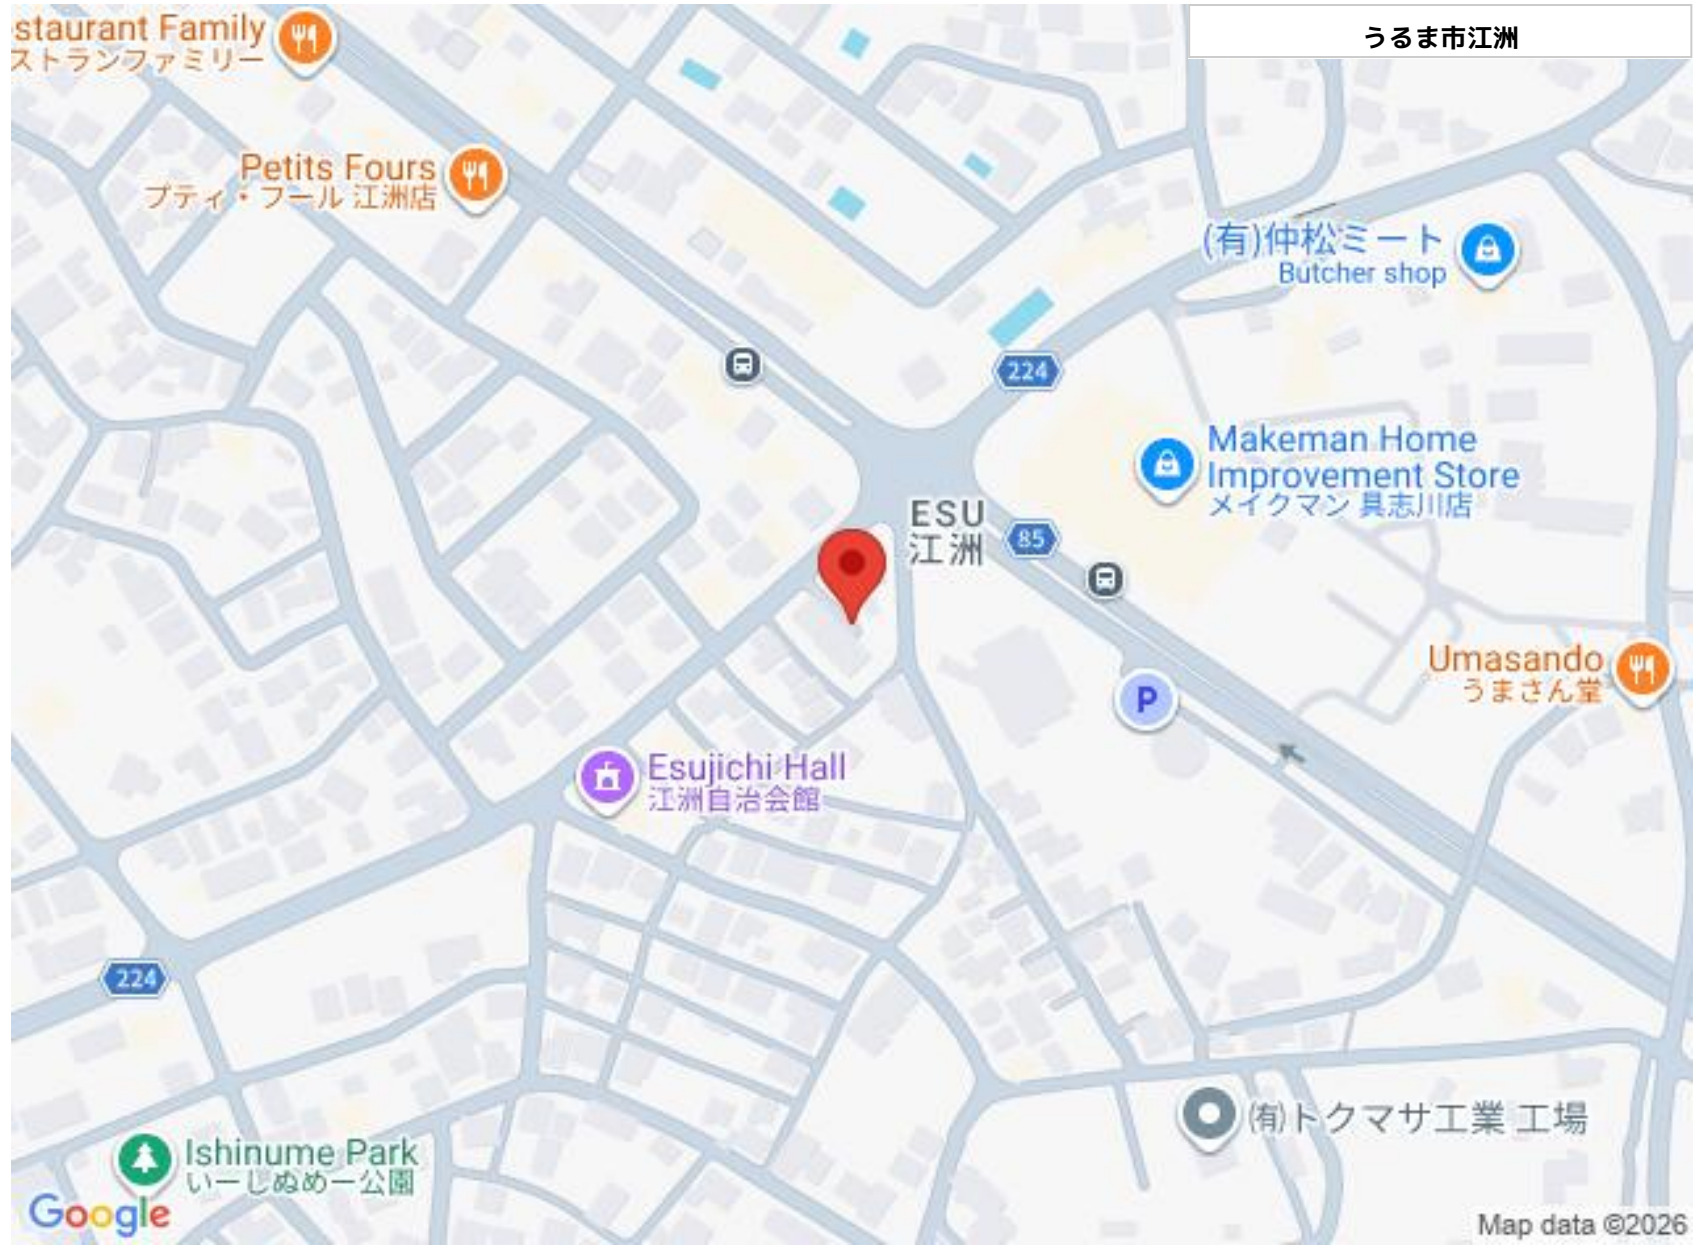 うるま市江洲
staurant Family
ストランファミリー
Petits Fours
プティ・フール 江洲店
(有)仲松ミート
Butcher shop
224
Makeman Home
Improvement Store
メイクマン 具志川店
ESU
江洲
85
P
Umasando
うまさん堂
Esujichi Hall
江洲自治会館
224
(有)トクマサ工業 工場
Ishinume Park
いーしぬめー公園
Google
Map data ©2026